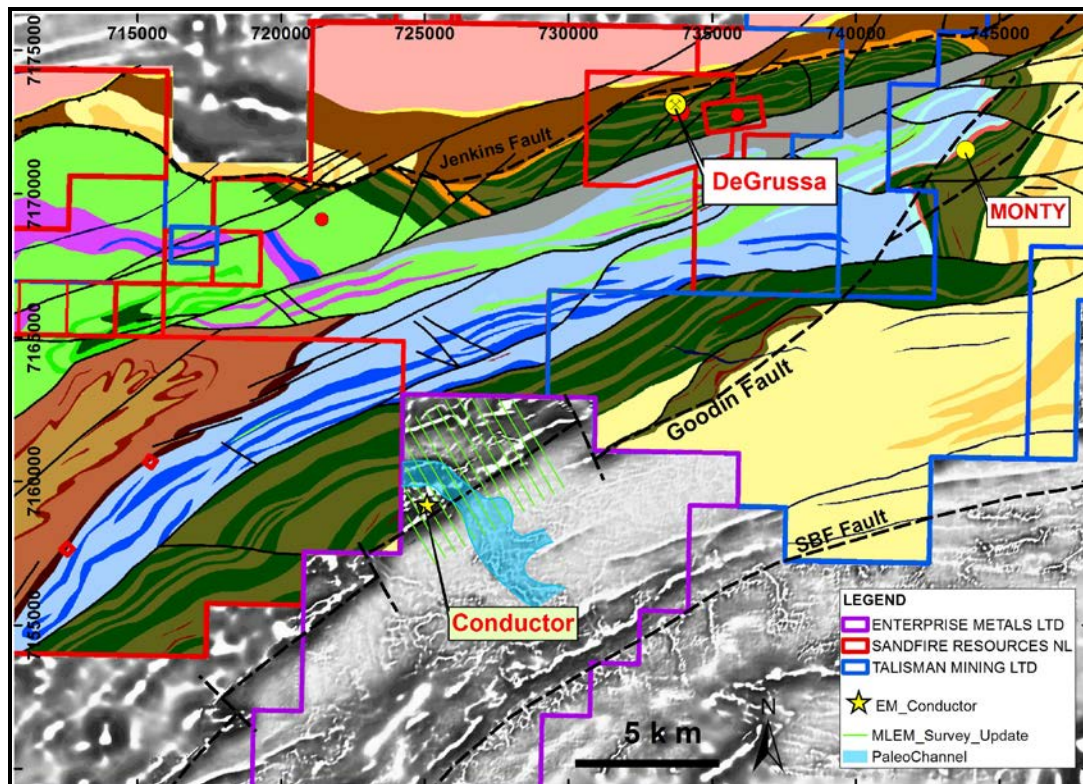 715000
720000
725000
730000
735000
740000
745000
7175000
7170000
7165000
7160000
7155000
Jenkins Fault
DeGrussa
MONTY
Goodin Fault
SBF Fault
Conductor
LEGEND
ENTERPRISE METALS LTD
SANDFIRE RESOURCES NL
TALISMAN MINING LTD
EM_Conductor
MLEM_Survey_Update
PaleoChannel
N
5 km